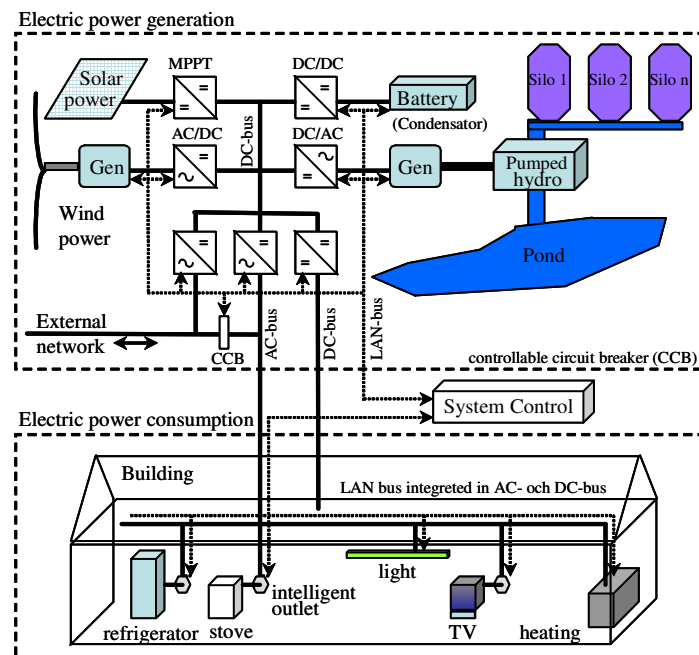 Electric power generation
MPPT
DC/DC
Solar
power
Silo 1
Silo 2
Silo n
=
=
=
=
Battery
(Condensator)
DC-bus
AC/DC
DC/AC
=
=
Gen
Gen
Pumped
hydro
Wind
power
=
=
=
=
Pond
External
network
CCB
AC-bus
DC-bus
LAN-bus
controllable circuit breaker (CCB)
System Control
Electric power consumption
Building
LAN bus integreted in AC- och DC-bus
refrigerator
stove
intelligent
outlet
light
TV
heating